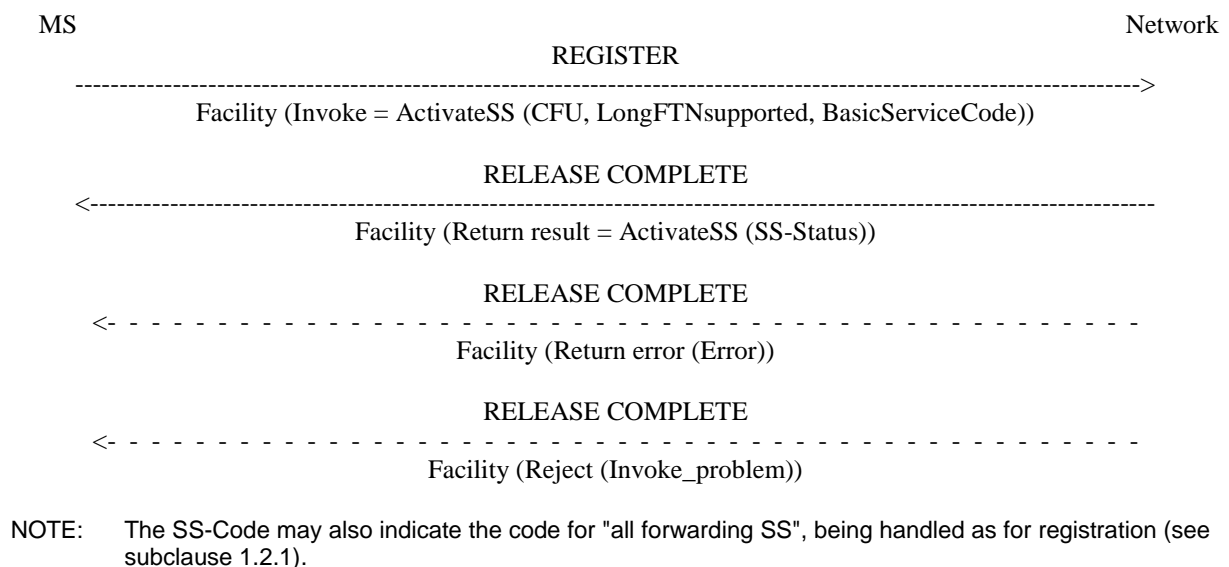 MS Network
REGISTER
------------------------------------------------------------------------------------------------------------------------>
Facility (Invoke = ActivateSS (CFU, LongFTNsupported, BasicServiceCode))
RELEASE COMPLETE
<------------------------------------------------------------------------------------------------------------------------
Facility (Return result = ActivateSS (SS-Status))
RELEASE COMPLETE
<- - - - - - - - - - - - - - - - - - - - - - - - - - - - - - - - - - - - - - - - - - - - - - - -
Facility (Return error (Error))
RELEASE COMPLETE
<- - - - - - - - - - - - - - - - - - - - - - - - - - - - - - - - - - - - - - - - - - - - - - - -
Facility (Reject (Invoke_problem))
NOTE: The SS-Code may also indicate the code for "all forwarding SS", being handled as for registration (see
subclause 1.2.1).